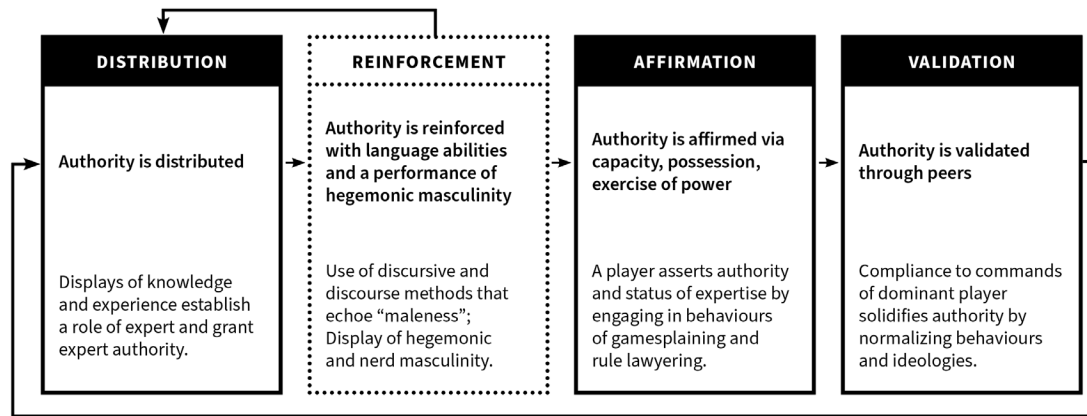 DISTRIBUTION
Authority is distributed
Displays of knowledge
and experience establish
a role of expert and grant
expert authority.
REINFORCEMENT
Authority is reinforced
with language abilities
and a performance of
hegemonic masculinity
Use of discursive and
discourse methods that
echoe “maleness”;
Display of hegemonic
and nerd masculinity.
AFFIRMATION
Authority is affirmed via
capacity, possession,
exercise of power
A player asserts authority
and status of expertise by
engaging in behaviours
of gamesplaining and
rule lawyering.
VALIDATION
Authority is validated
through peers
Compliance to commands
of dominant player
solidifies authority by
normalizing behaviours
and ideologies.